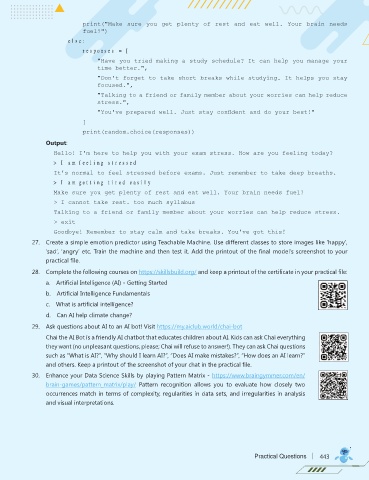 print("Make sure you get plenty of rest and eat well. Your brain needs
fuel!")
else:
responses = [
"Have you tried making a study schedule? It can help you manage your
time better.",
"Don't forget to take short breaks while studying. It helps you stay
focused.",
"Talking to a friend or family member about your worries can help reduce
stress.",
"You've prepared well. Just stay confident and do your best!"
]
print(random.choice(responses))
Output:
Hello! I'm here to help you with your exam stress. How are you feeling today?
> I am feeling stressed
It's normal to feel stressed before exams. Just remember to take deep breaths.
> I am getting tired easily
Make sure you get plenty of rest and eat well. Your brain needs fuel!
> I cannot take rest. too much syllabus
Talking to a friend or family member about your worries can help reduce stress.
> exit
Goodbye! Remember to stay calm and take breaks. You've got this!
27. Create a simple emotion predictor using Teachable Machine. Use different classes to store images like 'happy',
'sad', 'angry' etc. Train the machine and then test it. Add the printout of the final model's screenshot to your
practical file.
28. Complete the following courses on https://skillsbuild.org/ and keep a printout of the certificate in your practical file:
a. Artificial Intelligence (AI) - Getting Started
b. Artificial Intelligence Fundamentals
c. What is artificial intelligence?
d. Can AI help climate change?
29. Ask questions about AI to an AI bot! Visit https://my.aiclub.world/chai-bot
Chai the AI Bot is a friendly AI chatbot that educates children about AI. Kids can ask Chai everything
they want (no unpleasant questions, please; Chai will refuse to answer!). They can ask Chai questions
such as "What is AI?", "Why should I learn AI?", "Does AI make mistakes?", "How does an AI learn?"
and others. Keep a printout of the screenshot of your chat in the practical file.
30. Enhance your Data Science Skills by playing Pattern Matrix - https://www.braingymmer.com/en/
brain-games/pattern_matrix/play/. Pattern recognition allows you to evaluate how closely two
occurrences match in terms of complexity, regularities in data sets, and irregularities in analysis
and visual interpretations.
Practical Questions 443